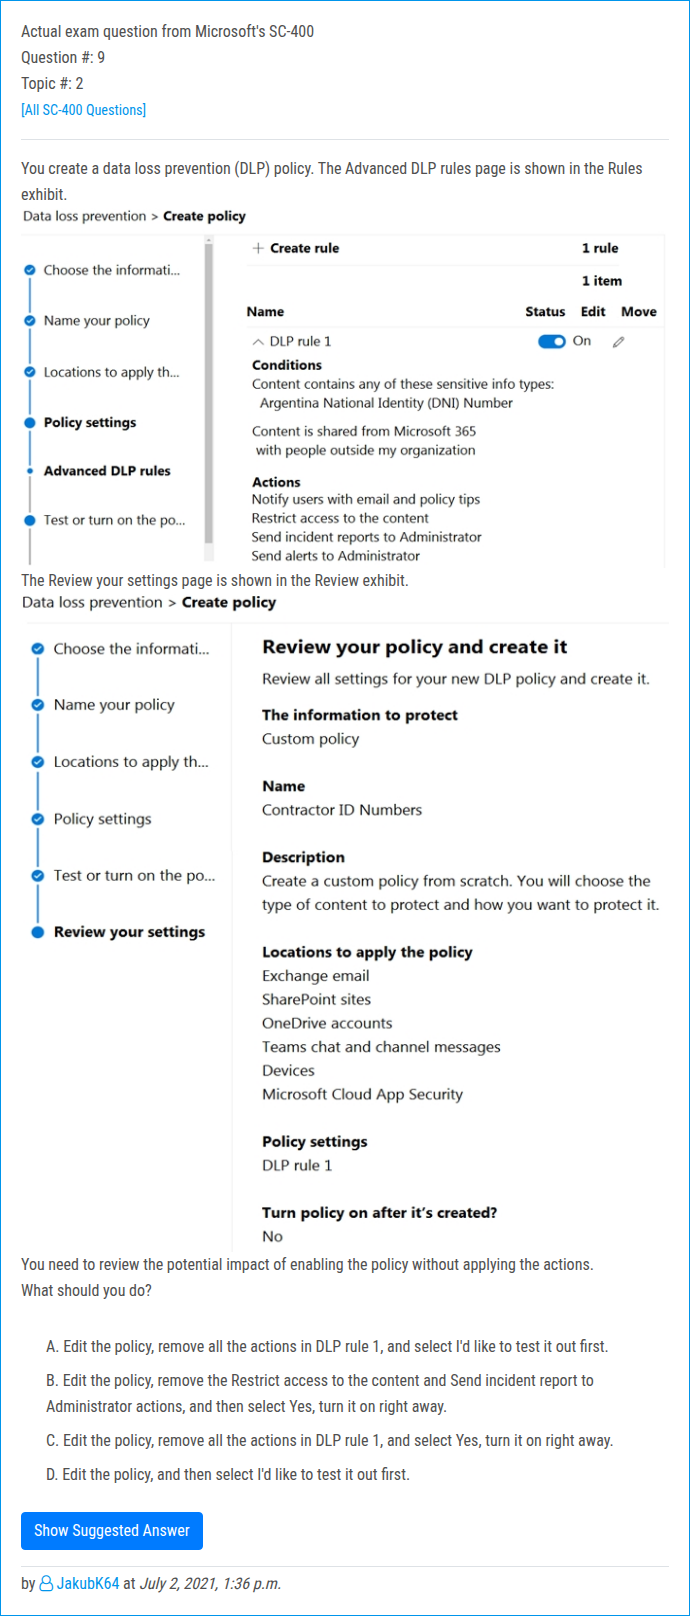 Actual exam question from Microsoft's SC-400
Question #: 9
Topic #: 2
[All SC-400 Questions]
You create a data loss prevention (DLP) policy. The Advanced DLP rules page is shown in the Rules
exhibit.
Data loss prevention > Create policy
Choose the informati...
Name your policy
Locations to apply th...
Policy settings
Advanced DLP rules
Test or turn on the po...
+ Create rule 1 rule
1 item
Name Status Edit Move
DLP rule 1 On
Conditions
Content contains any of these sensitive info types:
Argentina National Identity (DNI) Number
Content is shared from Microsoft 365
with people outside my organization
Actions
Notify users with email and policy tips
Restrict access to the content
Send incident reports to Administrator
Send alerts to Administrator
The Review your settings page is shown in the Review exhibit.
Data loss prevention > Create policy
Choose the informati...
Name your policy
Locations to apply th...
Policy settings
Test or turn on the po...
Review your settings
Review your policy and create it
Review all settings for your new DLP policy and create it.
The information to protect
Custom policy
Name
Contractor ID Numbers
Description
Create a custom policy from scratch. You will choose the
type of content to protect and how you want to protect it.
Locations to apply the policy
Exchange email
SharePoint sites
OneDrive accounts
Teams chat and channel messages
Devices
Microsoft Cloud App Security
Policy settings
DLP rule 1
Turn policy on after it's created?
No
You need to review the potential impact of enabling the policy without applying the actions.
What should you do?
A. Edit the policy, remove all the actions in DLP rule 1, and select I'd like to test it out first.
B. Edit the policy, remove the Restrict access to the content and Send incident report to
Administrator actions, and then select Yes, turn it on right away.
C. Edit the policy, remove all the actions in DLP rule 1, and select Yes, turn it on right away.
D. Edit the policy, and then select I'd like to test it out first.
Show Suggested Answer
by JakubK64 at July 2, 2021, 1:36 p.m.